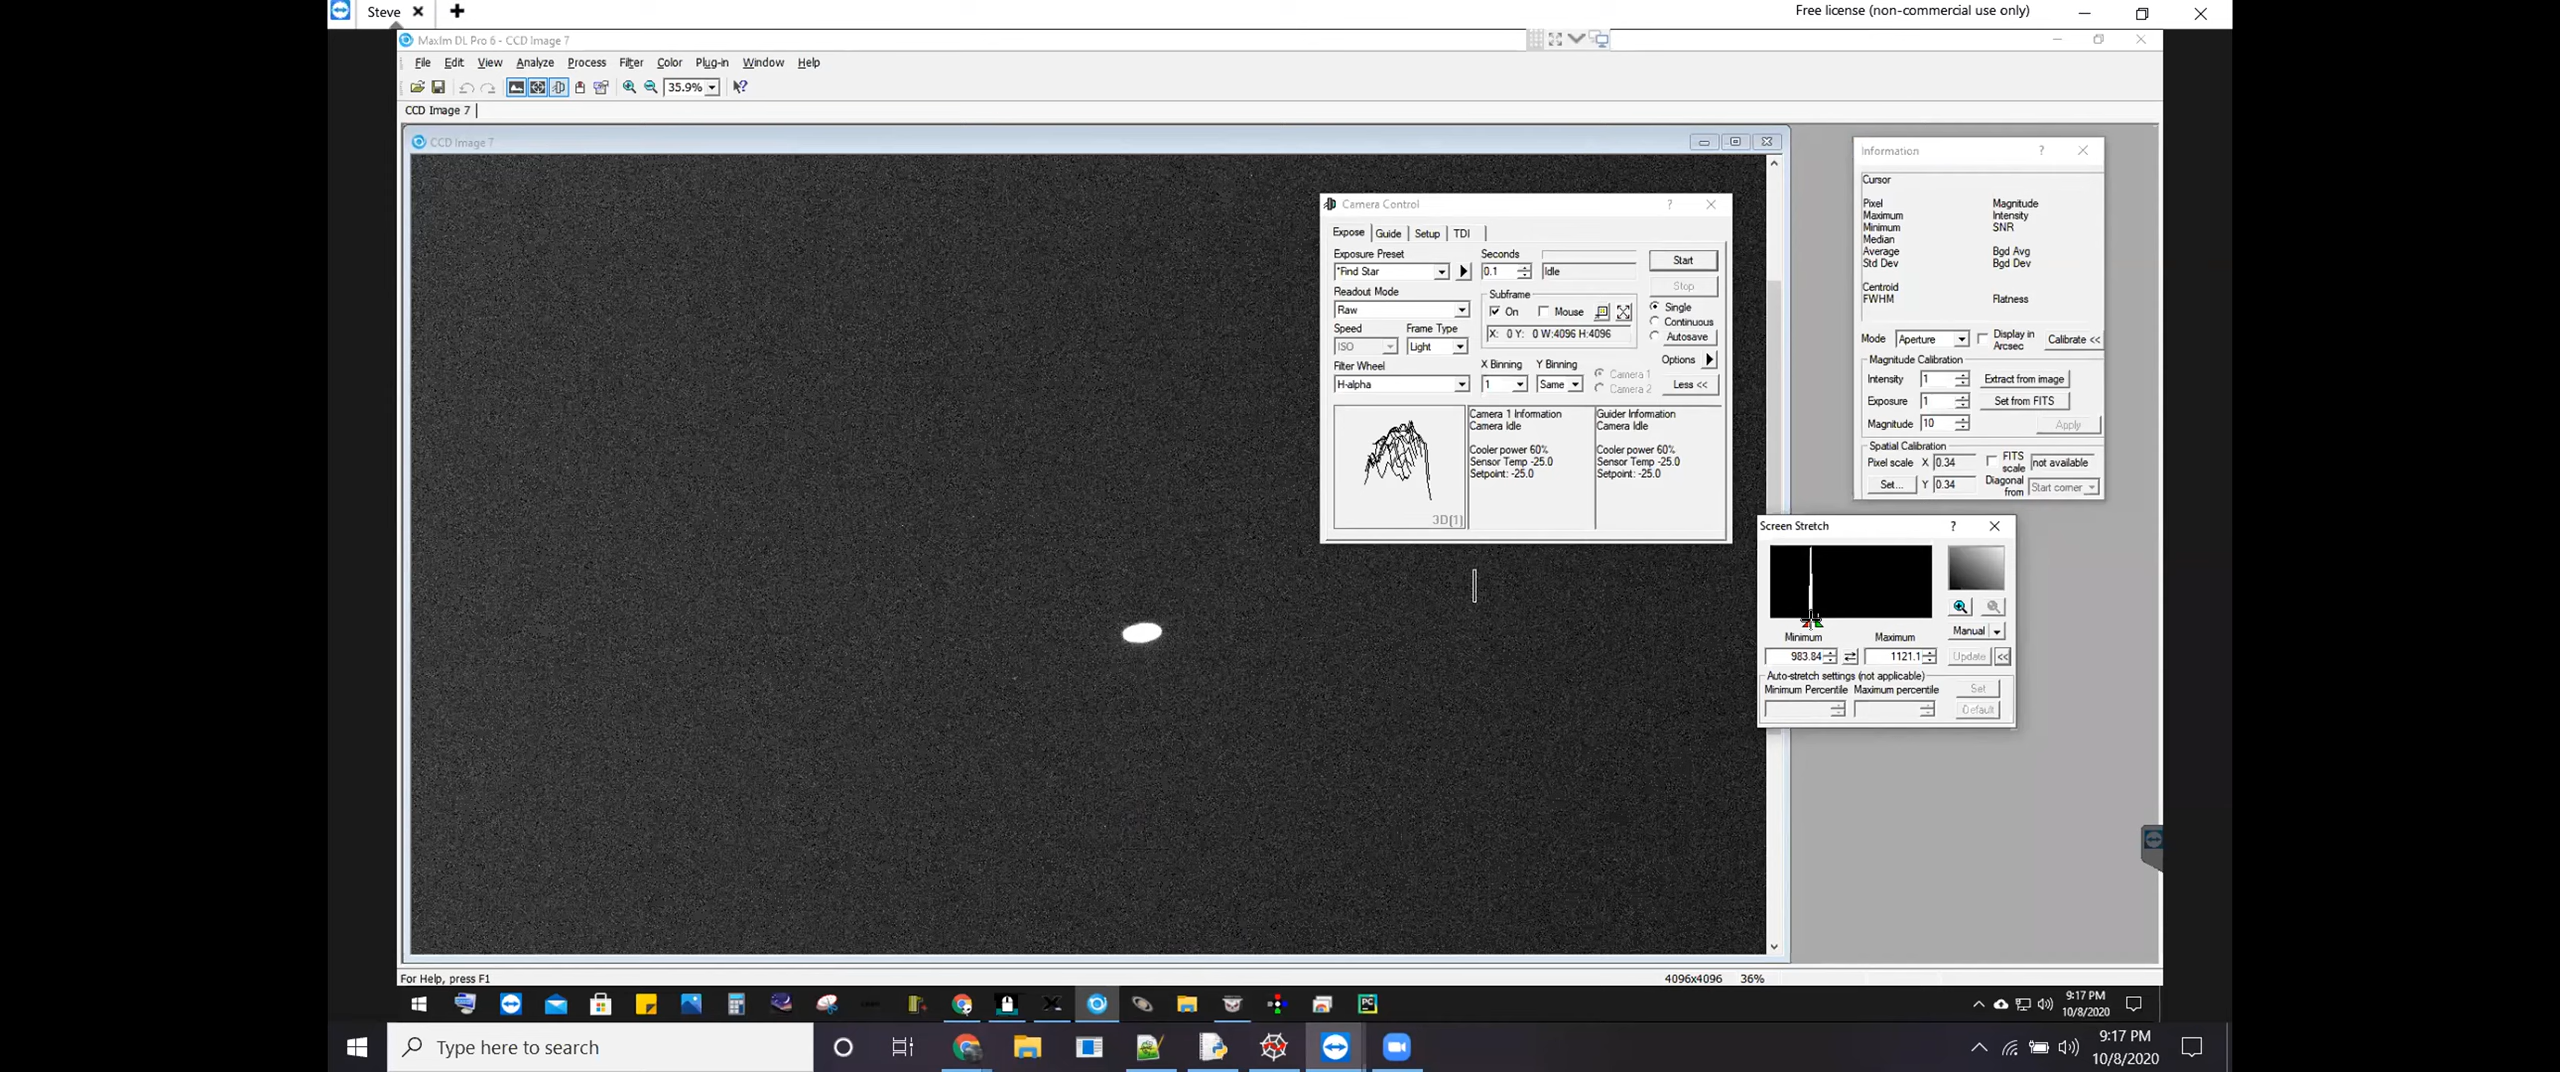 Steve
Free license (non-commercial use only)
MaxIm DL Pro 6 - CCD Image 7
File Edit View Analyze Process Filter Color Plug-in Window Help
35.9%
CCD Image 7
CCD Image 7
Camera Control
Expose Guide Setup TDI
Exposure Preset
Seconds
Start
*Find Star
0.1
Idle
Stop
Readout Mode
Subframe
Raw
On
Mouse
Single
Continuous
Autosave
Speed
Frame Type
X: 0 Y: 0 W:4096 H:4096
ISO
Light
Options
Filter Wheel
X Binning
Y Binning
Camera 1
Camera 2
H-alpha
1
Same
Less <<
Camera 1 Information
Camera Idle
Cooler power 60%
Sensor Temp -25.0
Setpoint: -25.0
Guider Information
Camera Idle
Cooler power 60%
Sensor Temp -25.0
Setpoint: -25.0
3D[1]
Information
Cursor
Pixel
Magnitude
Maximum
Intensity
Minimum
SNR
Median
Average
Bgd Avg
Std Dev
Bgd Dev
Centroid
FWHM
Flatness
Mode
Aperture
Display in
Arcsec
Calibrate <<
Magnitude Calibration
Intensity
1
Extract from image
Exposure
1
Set from FITS
Magnitude
10
Apply
Spatial Calibration
Pixel scale
X
0.34
FITS
scale
not available
Set...
Y
0.34
Diagonal
from
Start corner
Screen Stretch
Manual
Minimum
Maximum
983.84
1121.1
Update
<<
Auto-stretch settings (not applicable)
Minimum Percentile
Maximum percentile
Set
Default
For Help, press F1
4096x4096
36%
9:17 PM
10/8/2020
Type here to search
9:17 PM
10/8/2020